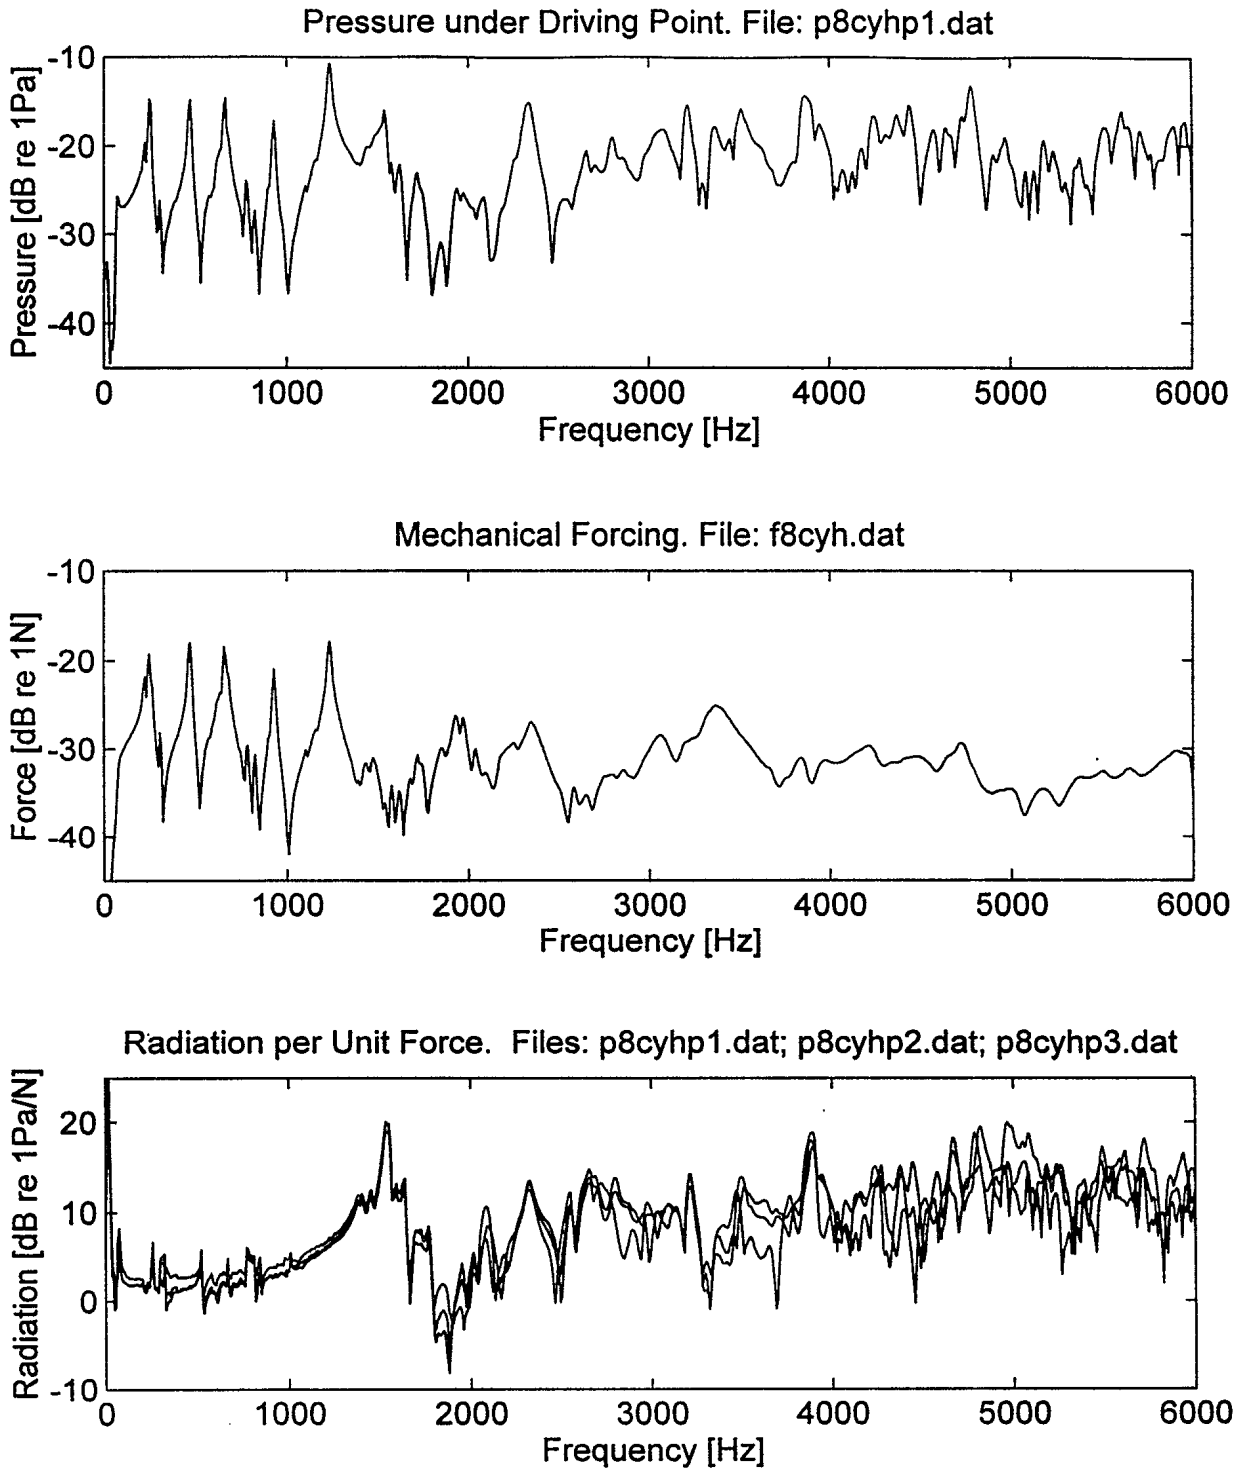 Pressure under Driving Point. File: p8cyhp1.dat
Pressure [dB re 1Pa]
-10
-20
-30
-40
0 1000 2000 3000 4000 5000 6000
Frequency [Hz]
Mechanical Forcing. File: f8cyh.dat
Force [dB re 1N]
-10
-20
-30
-40
0 1000 2000 3000 4000 5000 6000
Frequency [Hz]
Radiation per Unit Force. Files: p8cyhp1.dat; p8cyhp2.dat; p8cyhp3.dat
Radiation [dB re 1Pa/N]
20
10
0
-10
0 1000 2000 3000 4000 5000 6000
Frequency [Hz]